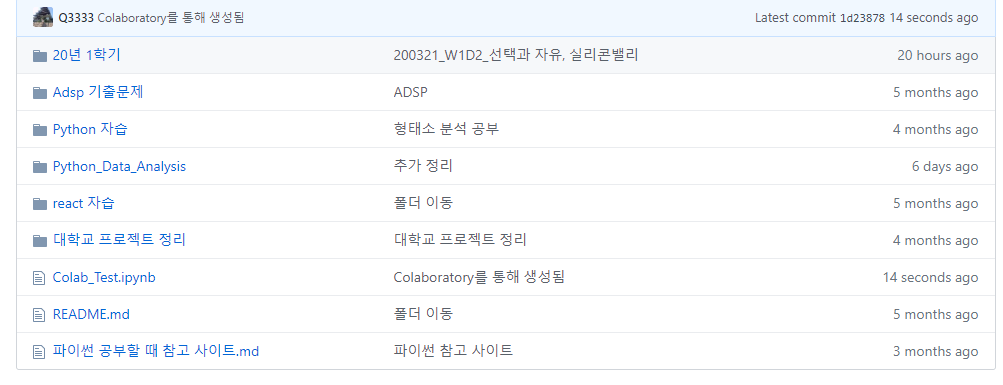 Q3333 Colaboratory를 통해 생성됨 Latest commit 1d23878 14 seconds ago
20년 1학기 200321_W1D2_선택과 자유, 실리콘밸리 20 hours ago
Adsp 기출문제 ADSP 5 months ago
Python 자습 형태소 분석 공부 4 months ago
Python_Data_Analysis 추가 정리 6 days ago
react 자습 폴더 이동 5 months ago
대학교 프로젝트 정리 대학교 프로젝트 정리 4 months ago
Colab_Test.ipynb Colaboratory를 통해 생성됨 14 seconds ago
README.md 폴더 이동 5 months ago
파이썬 공부할 때 참고 사이트.md 파이썬 참고 사이트 3 months ago